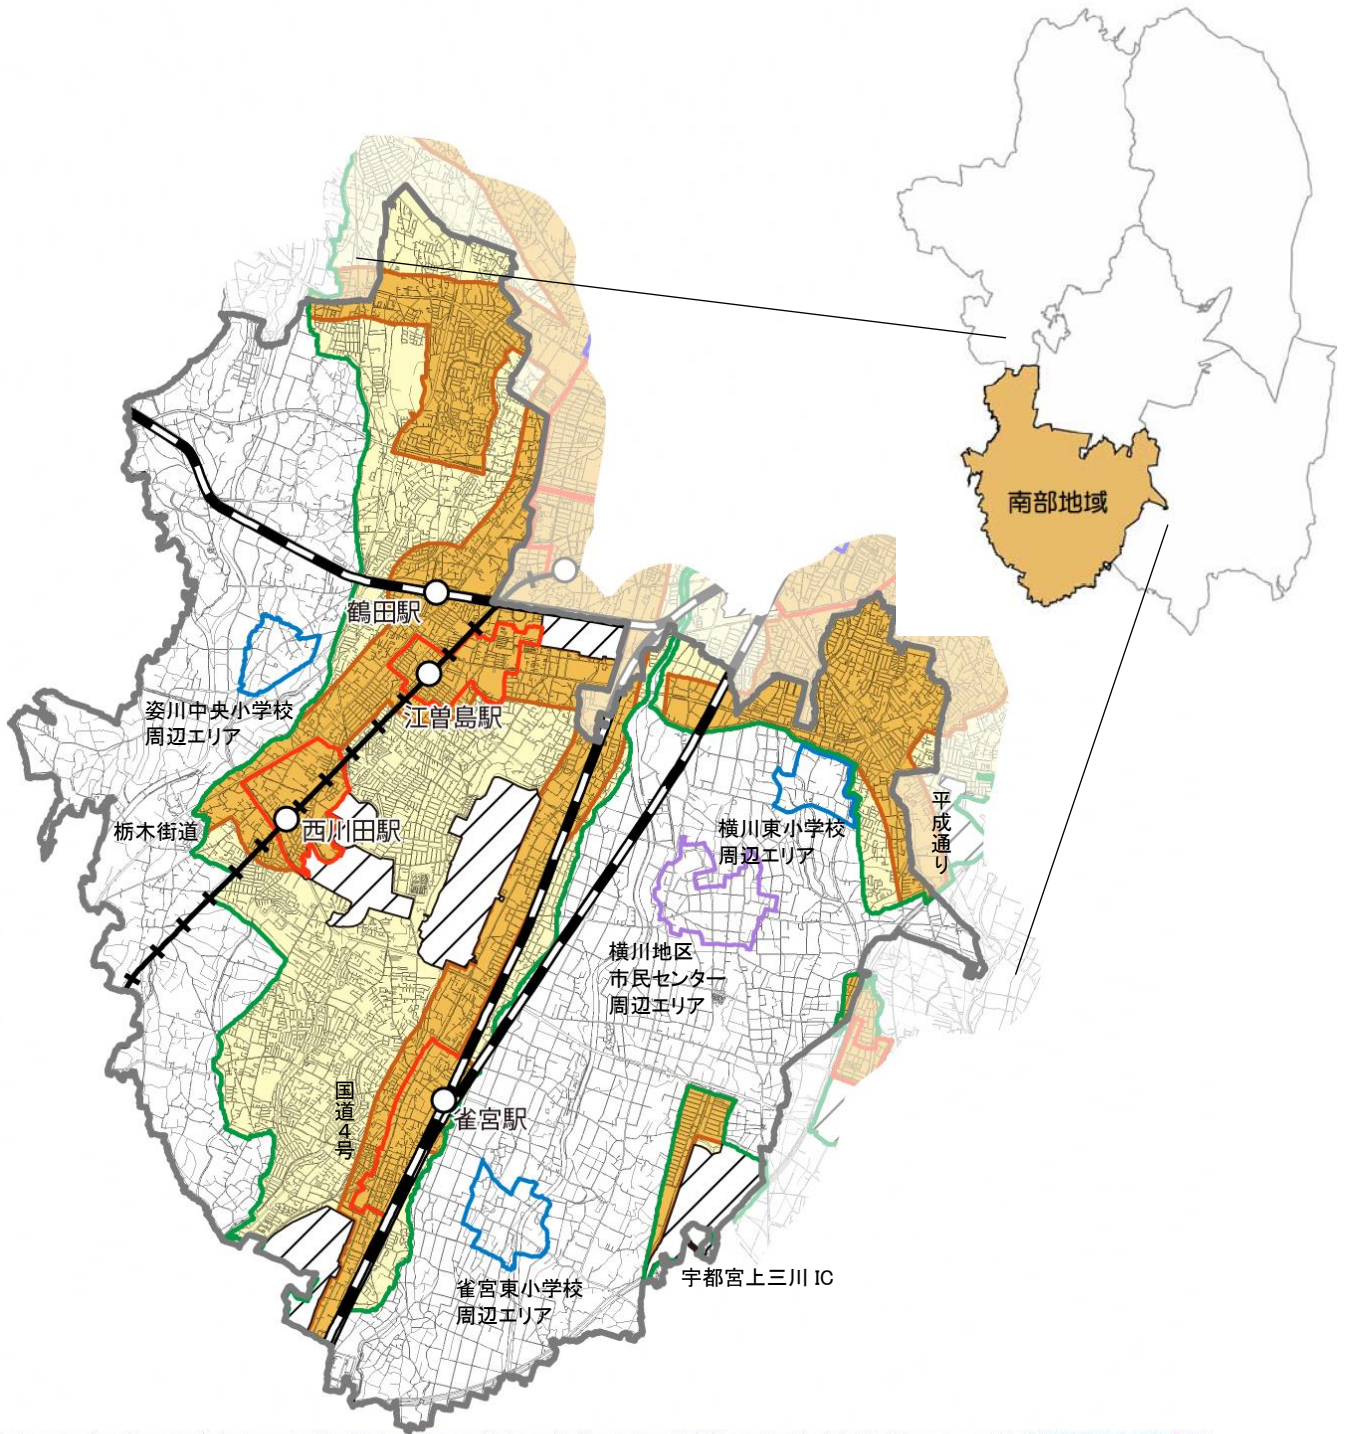 南部地域
鶴田駅
江曽島駅
姿川中央小学校
周辺エリア
栃木街道
西川田駅
横川東小学校
周辺エリア
平成通り
横川地区
市民センター
周辺エリア
国道4号
雀宮駅
雀宮東小学校
周辺エリア
宇都宮上三川 IC